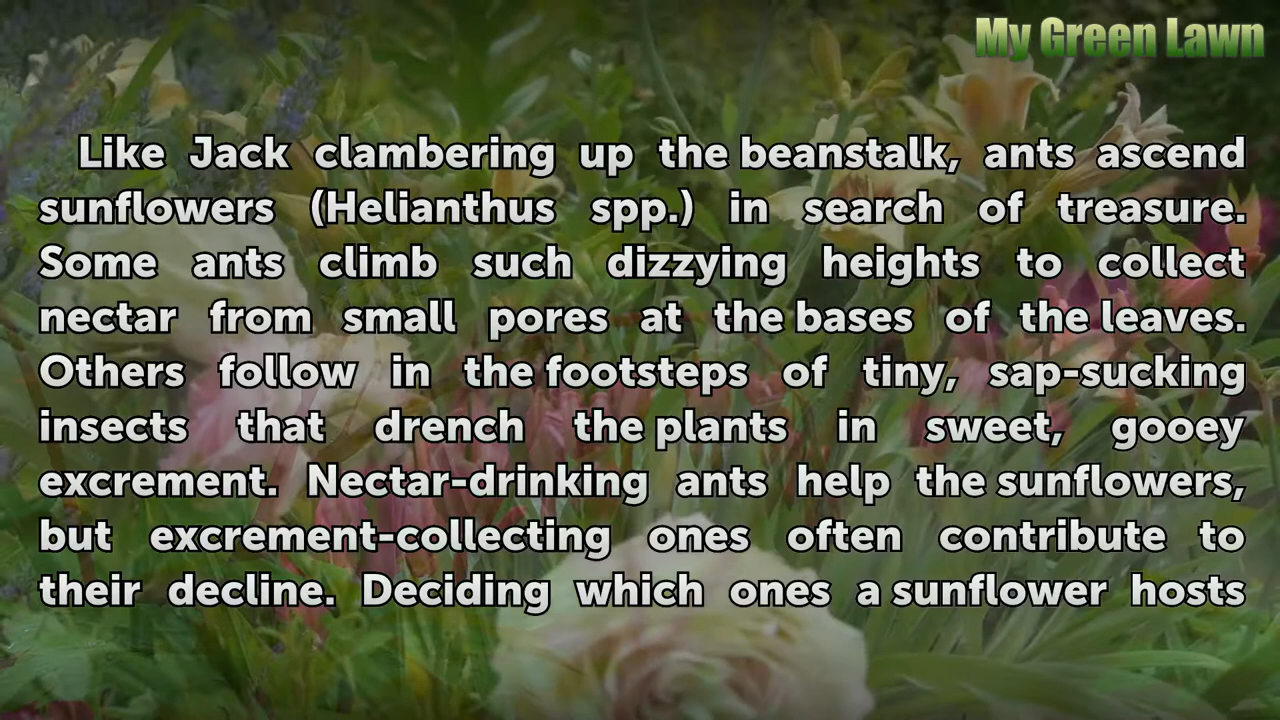 My Green Lawn
Like Jack clambering up the beanstalk, ants ascend
sunflowers (Helianthus spp.) in search of treasure.
Some ants climb such dizzying heights to collect
nectar from small pores at the bases of the leaves.
Others follow in the footsteps of tiny, sap-sucking
insects that drench the plants in sweet, gooey
excrement. Nectar-drinking ants help the sunflowers,
but excrement-collecting ones often contribute to
their decline. Deciding which ones a sunflower hosts